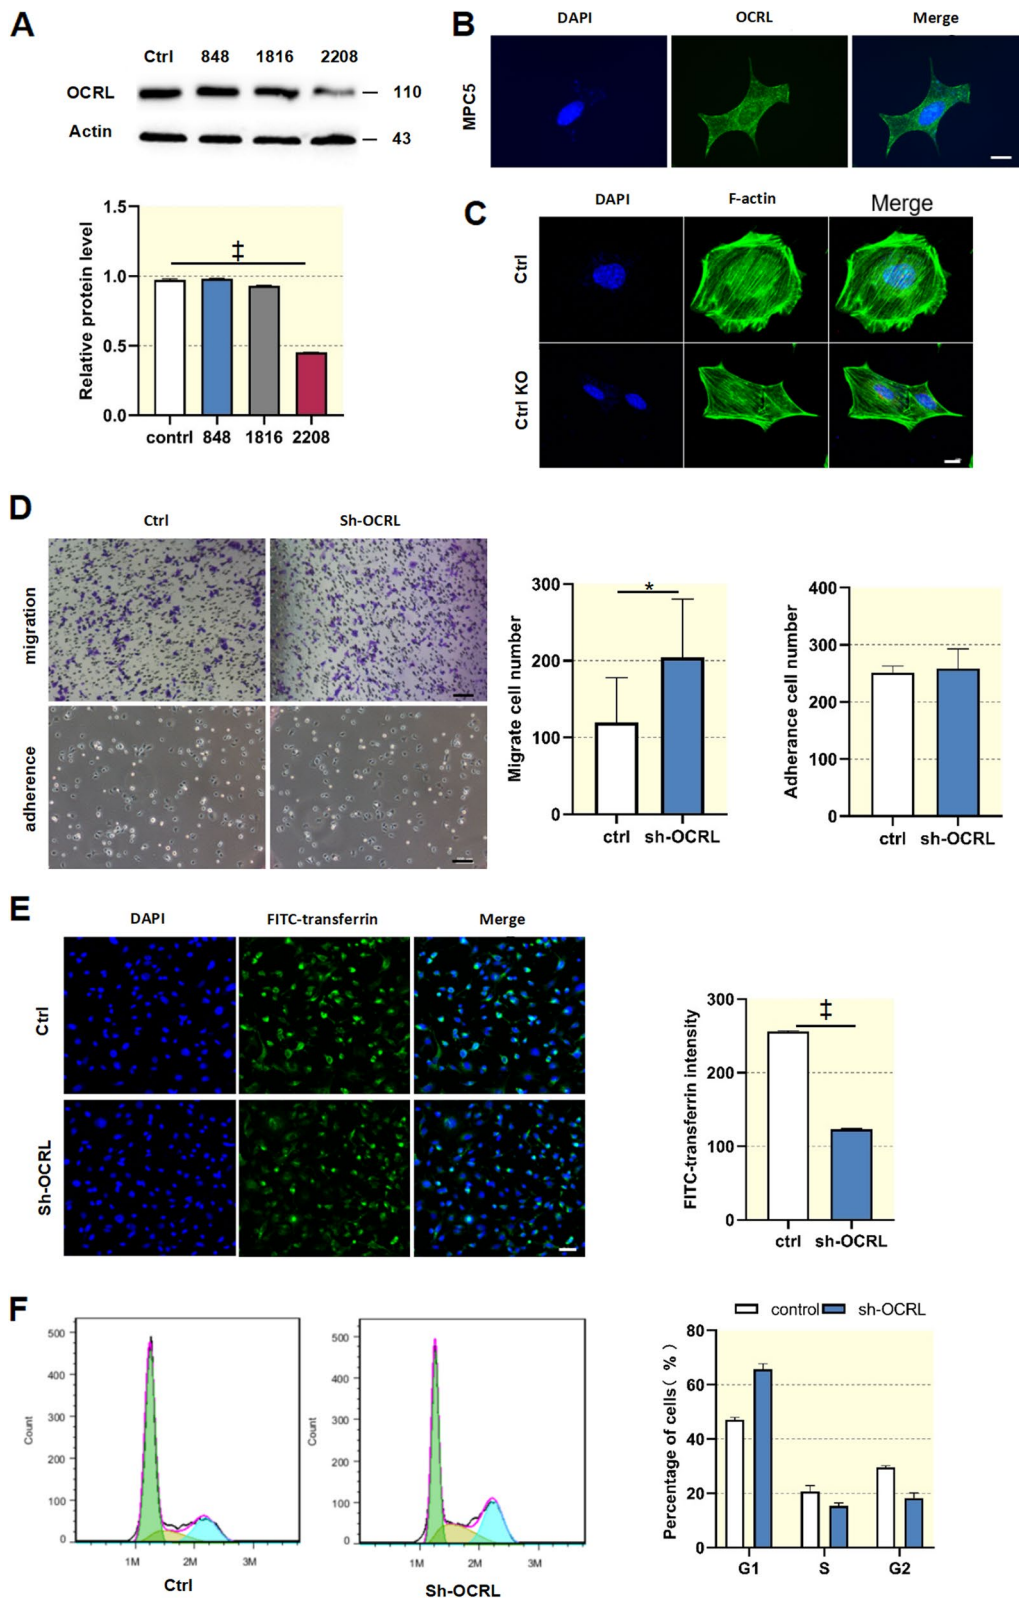 A
Ctrl 848 1816 2208
OCRL 110
Actin 43
1.5
1.0
0.5
0.0
Relative protein level
‡
contrl 848 1816 2208
B
DAPI OCRL Merge
MPC5
C
DAPI F-actin Merge
Ctrl
Ctrl KO
D
Ctrl Sh-OCRL
migration
adherence
300
200
100
0
Migrate cell number
*
ctrl sh-OCRL
400
300
200
100
0
Adherance cell number
ctrl sh-OCRL
E
DAPI FITC-transferrin Merge
Ctrl
Sh-OCRL
300
200
100
0
FITC-transferrin intensity
‡
ctrl sh-OCRL
F
500
400
300
200
100
0
Count
1M 2M 3M
Ctrl
500
400
300
200
100
0
Count
1M 2M 3M
Sh-OCRL
control sh-OCRL
80
60
40
20
0
Percentage of cells( % )
G1 S G2